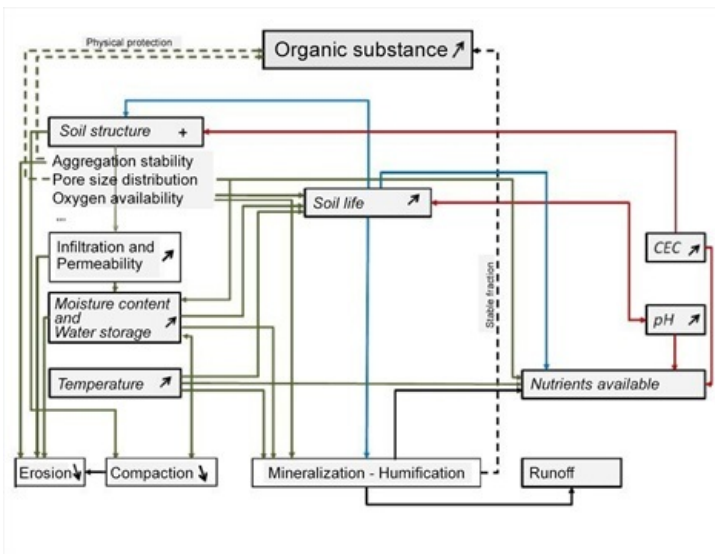 Physical protection
Organic substance
Soil structure +
Aggregation stability
Pore size distribution
Oxygen availability
...
Soil life
Infiltration and
Permeability
CEC
Moisture content
and
Water storage
Stable fraction
pH
Temperature
Nutrients available
Erosion
Compaction
Mineralization - Humification
Runoff